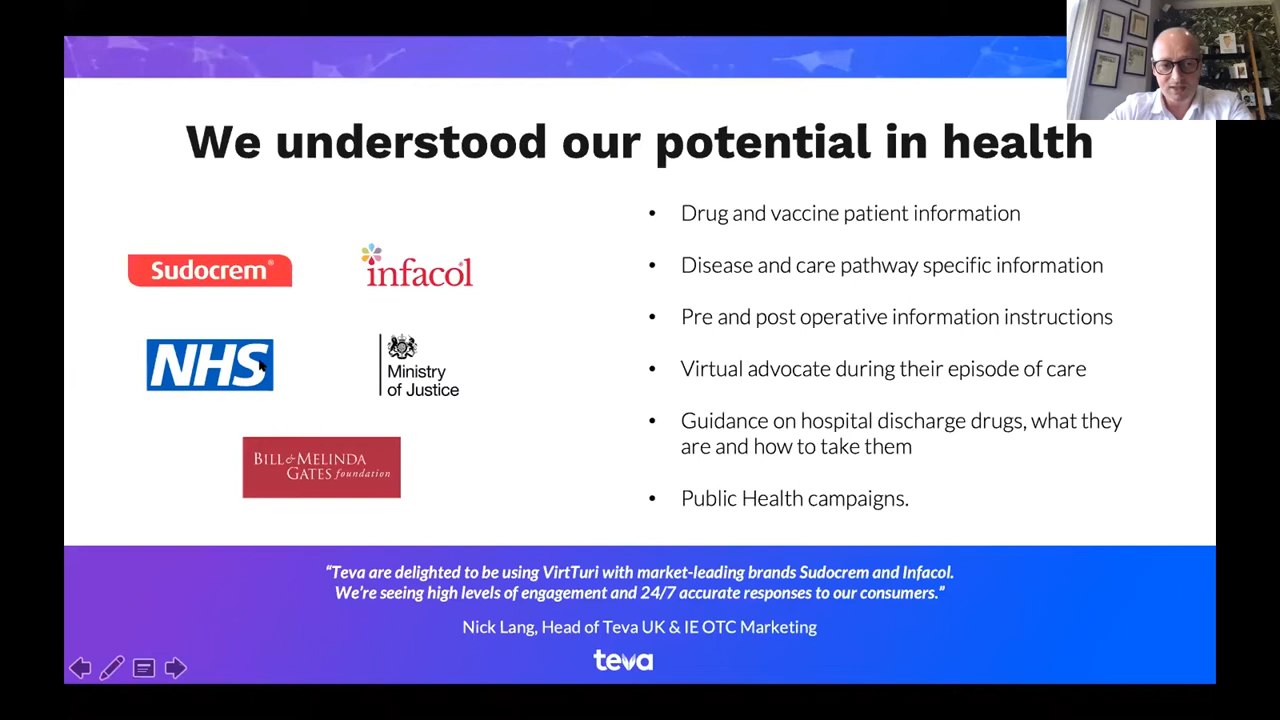 We understood our potential in health
Sudocrem®
infacol
NHS
Ministry
of Justice
BILL & MELINDA
GATES foundation
• Drug and vaccine patient information
• Disease and care pathway specific information
• Pre and post operative information instructions
• Virtual advocate during their episode of care
• Guidance on hospital discharge drugs, what they
are and how to take them
• Public Health campaigns.
“Teva are delighted to be using VirtTuri with market-leading brands Sudocrem and Infacol.
We’re seeing high levels of engagement and 24/7 accurate responses to our consumers.”
Nick Lang, Head of Teva UK & IE OTC Marketing
teva